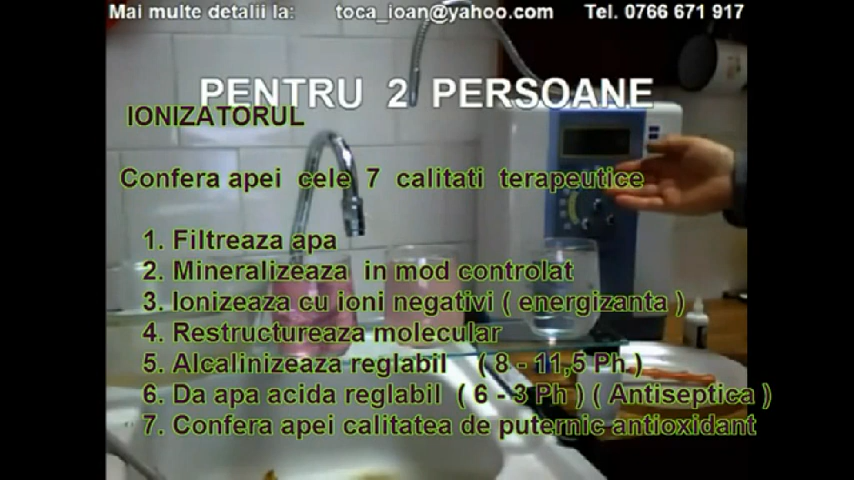 Mai multe detalii la: toca_ioan@yahoo.com Tel. 0766 671 917
PENTRU 2 PERSOANE
IONIZATORUL
Confera apei cele 7 calitati terapeutice
1. Filtreaza apa
2. Mineralizeaza in mod controlat
3. Ionizeaza cu ioni negativi ( energizanta )
4. Restructureaza molecular
5. Alcalinizeaza reglabil ( 8 - 11,5 Ph )
6. Da apa acida reglabil ( 6 - 3 Ph ) ( Antiseptica )
7. Confera apei calitatea de puternic antioxidant